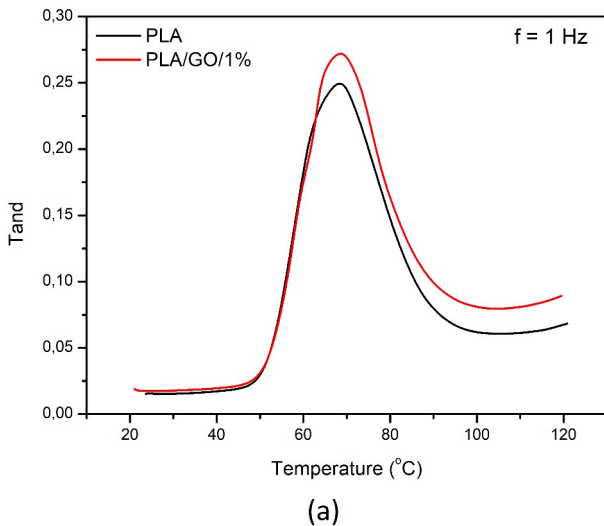 0,30
0,25
0,20
0,15
0,10
0,05
0,00
Tand
PLA
PLA/GO/1%
f = 1 Hz
20
40
60
80
100
120
Temperature (°C)
(a)